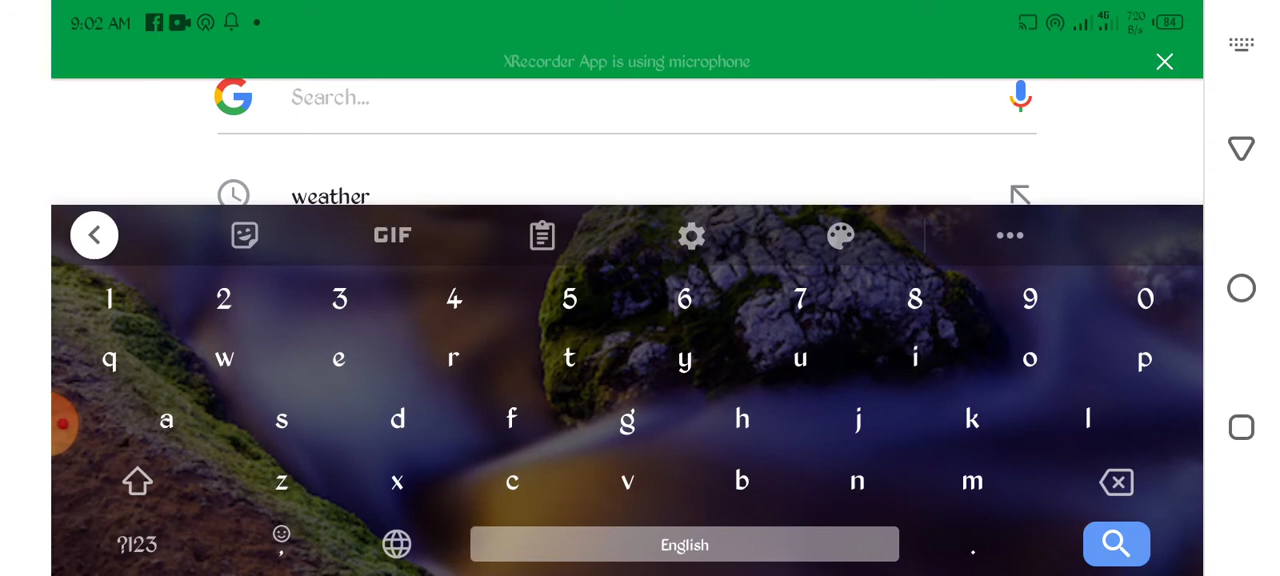 9:02 AM 4G 720 B/s 84
XRecorder App is using microphone
Search...
weather
GIF
1 2 3 4 5 6 7 8 9 0
q w e r t y u i o p
a s d f g h j k l
z x c v b n m
?123 , English .